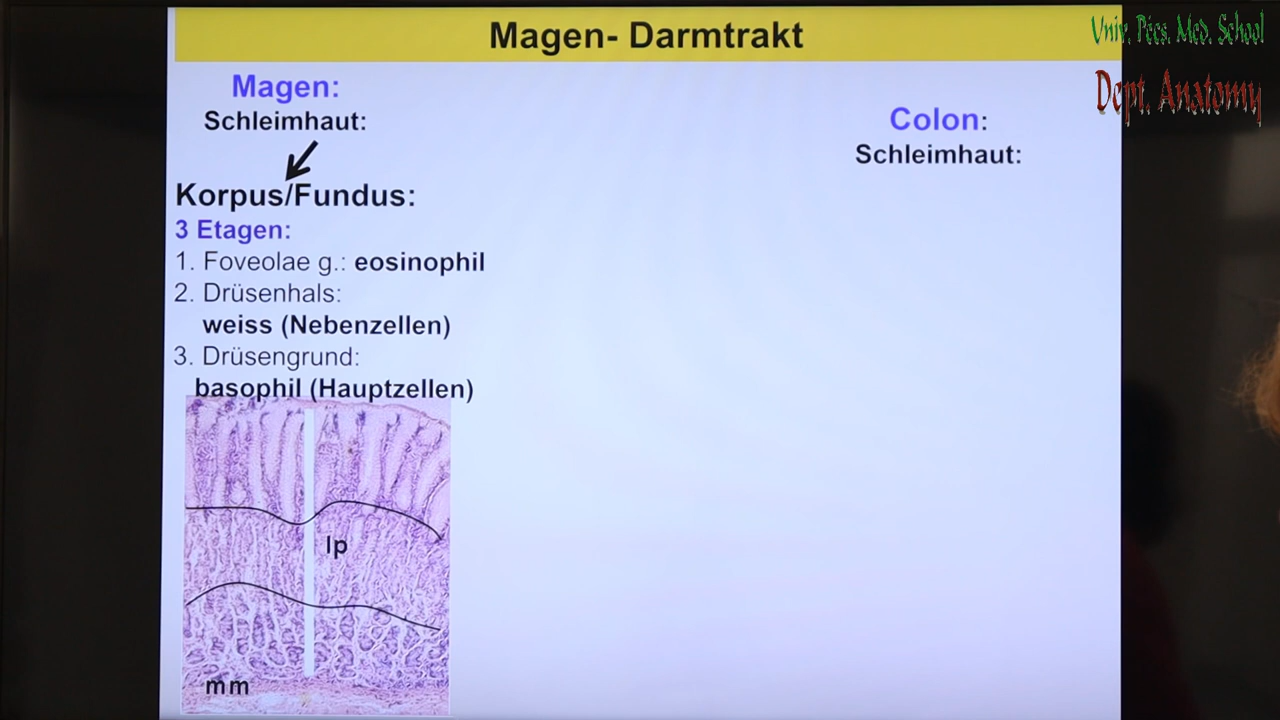 Magen- Darmtrakt
Univ. Pécs. Med. School
Dept. Anatomy
Magen:
Schleimhaut:
Korpus/Fundus:
3 Etagen:
1. Foveolae g.: eosinophil
2. Drüsenhals:
weiss (Nebenzellen)
3. Drüsengrund:
basophil (Hauptzellen)
lp
mm
Colon:
Schleimhaut: